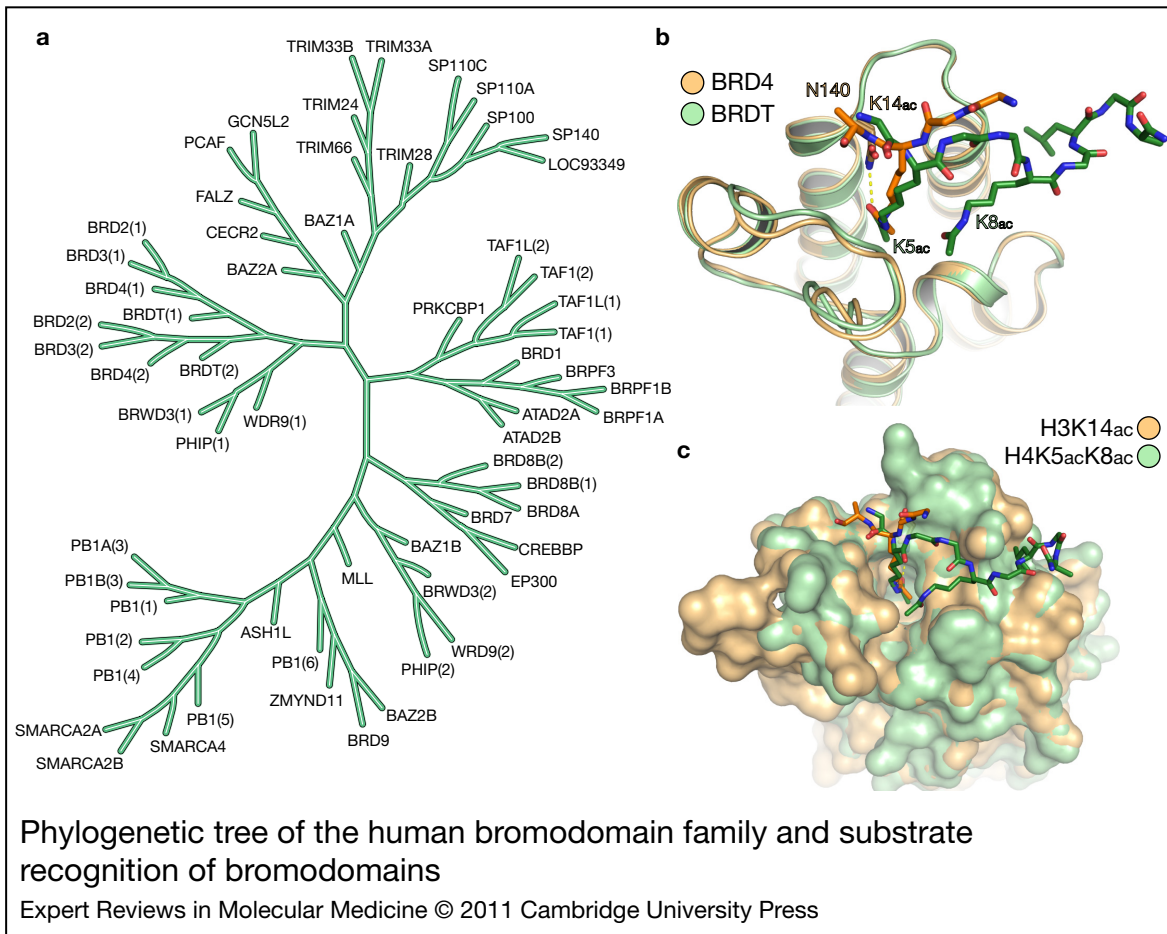 a
TRIM33B
TRIM33A
SP110C
SP110A
SP100
SP140
LOC93349
TRIM24
TRIM66
TRIM28
GCN5L2
PCAF
FALZ
CECR2
BAZ2A
BAZ1A
BRD2(1)
BRD3(1)
BRD4(1)
BRDT(1)
BRD2(2)
BRD3(2)
BRD4(2)
BRDT(2)
BRWD3(1)
PHIP(1)
WDR9(1)
TAF1L(2)
TAF1(2)
TAF1L(1)
TAF1(1)
PRKCBP1
BRD1
BRPF3
BRPF1B
BRPF1A
ATAD2A
ATAD2B
BRD8B(2)
BRD8B(1)
BRD8A
BRD7
CREBBP
EP300
BAZ1B
BRWD3(2)
WRD9(2)
PHIP(2)
MLL
BAZ2B
BRD9
ZMYND11
PB1(6)
ASH1L
PB1A(3)
PB1B(3)
PB1(1)
PB1(2)
PB1(4)
PB1(5)
SMARCA4
SMARCA2A
SMARCA2B
b
BRD4
BRDT
N140
K14ac
K5ac
K8ac
c
H3K14ac
H4K5acK8ac
Phylogenetic tree of the human bromodomain family and substrate
recognition of bromodomains
Expert Reviews in Molecular Medicine © 2011 Cambridge University Press